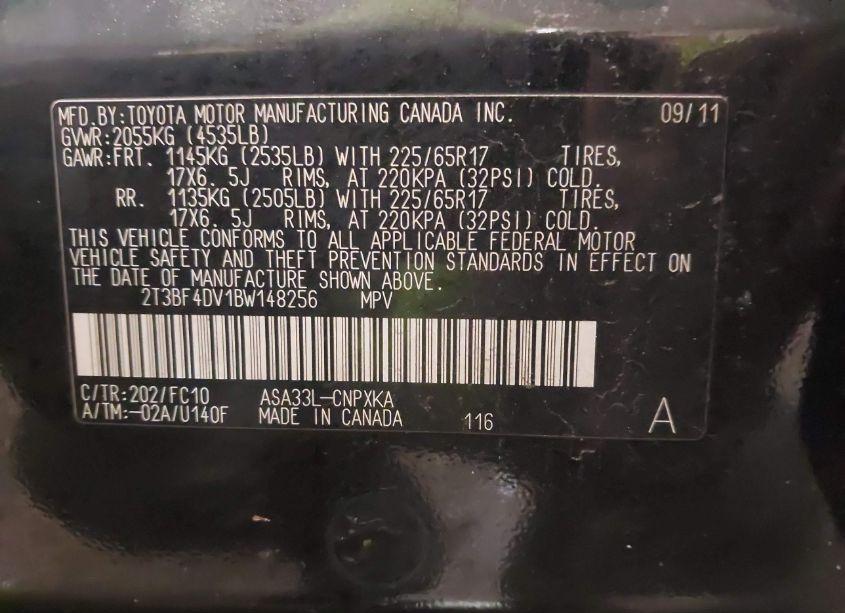 MFD.BY:TOYOTA MOTOR MANUFACTURING CANADA INC. 09/11
GVWR:2055KG (4535LB)
GAWR:FRT. 1145KG (2535LB) WITH 225/65R17 TIRES,
17X6. 5J RIMS, AT 220KPA (32PSI) COLD.
RR. 1135KG (2505LB) WITH 225/65R17 TIRES,
17X6. 5J RIMS, AT 220KPA (32PSI) COLD.
THIS VEHICLE CONFORMS TO ALL APPLICABLE FEDERAL MOTOR
VEHICLE SAFETY AND THEFT PREVENTION STANDARDS IN EFFECT ON
THE DATE OF MANUFACTURE SHOWN ABOVE.
2T3BF4DV1BW148256 MPV
C/TR:202/FC10 ASA33L-CNPXKA
A/TM:-02A/U140F MADE IN CANADA 116 A